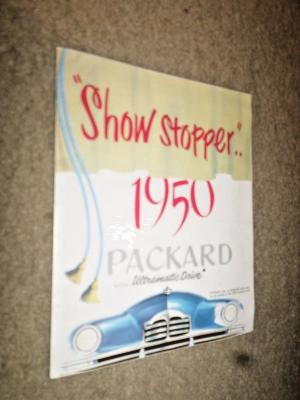 "Show Stopper"..
1950
PACKARD
WITH Ultramatic Drive"